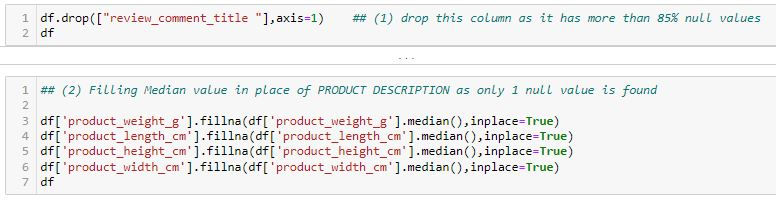 1 df.drop(["review_comment_title "],axis=1)    ## (1) drop this column as it has more than 85% null values
2 df
...
1 ## (2) Filling Median value in place of PRODUCT DESCRIPTION as only 1 null value is found
2
3 df['product_weight_g'].fillna(df['product_weight_g'].median(),inplace=True)
4 df['product_length_cm'].fillna(df['product_length_cm'].median(),inplace=True)
5 df['product_height_cm'].fillna(df['product_height_cm'].median(),inplace=True)
6 df['product_width_cm'].fillna(df['product_width_cm'].median(),inplace=True)
7 df